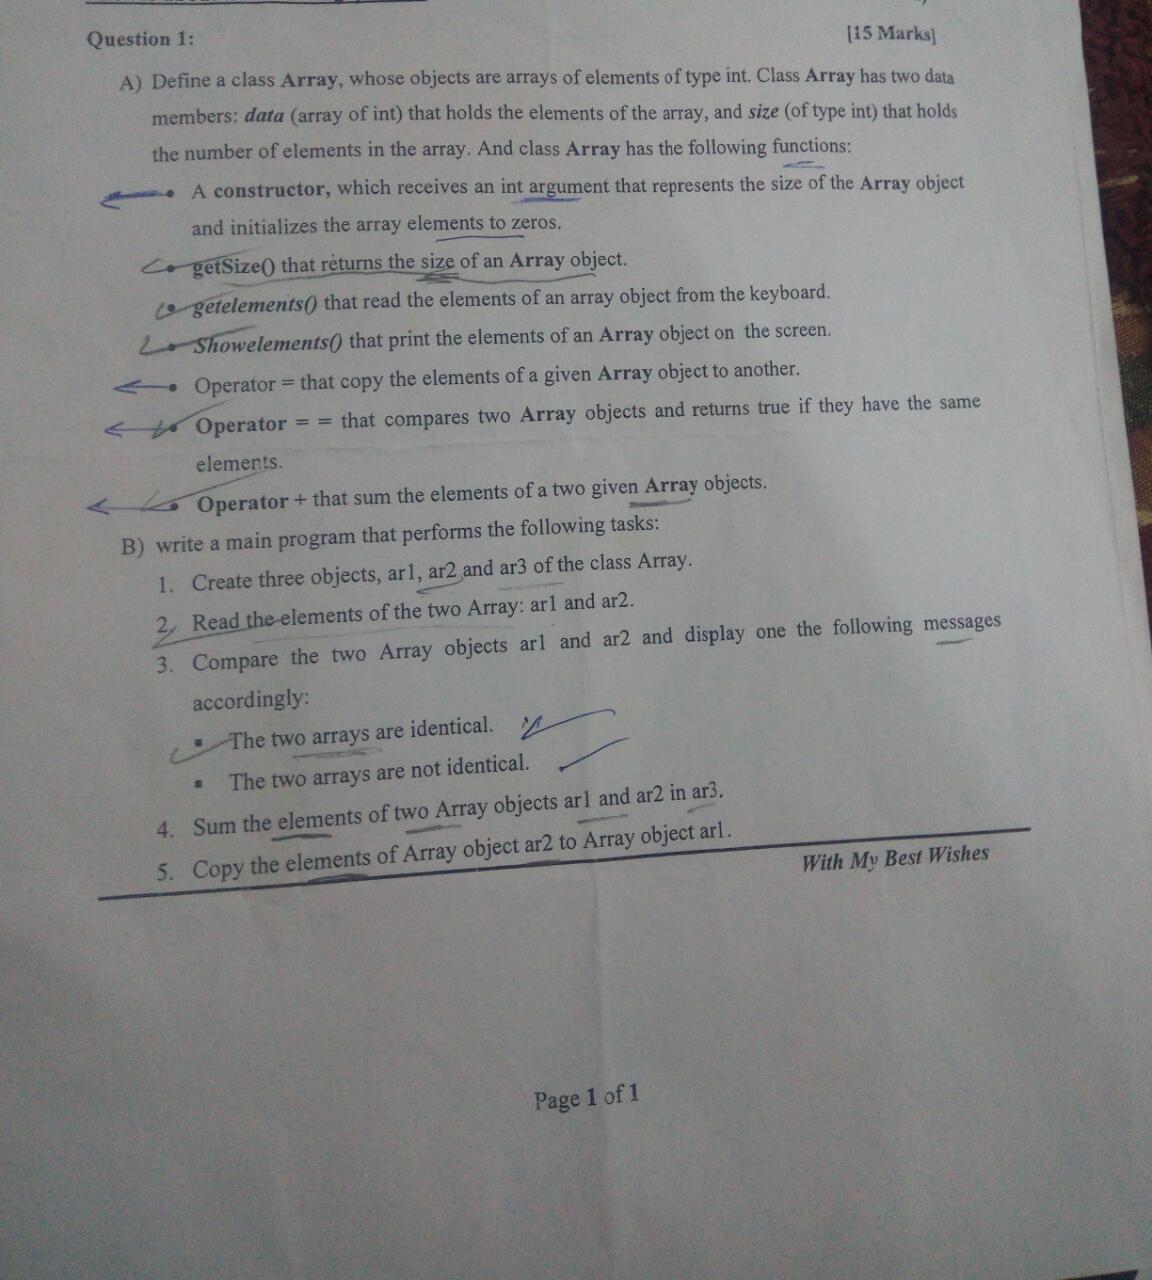 Question 1:
[15 Marks]
A) Define a class Array, whose objects are arrays of elements of type int. Class Array has two data
members: data (array of int) that holds the elements of the array, and size (of type int) that holds
the number of elements in the array. And class Array has the following functions:
• A constructor, which receives an int argument that represents the size of the Array object
and initializes the array elements to zeros.
• getSize() that returns the size of an Array object.
• getelements() that read the elements of an array object from the keyboard.
• Showelements() that print the elements of an Array object on the screen.
• Operator = that copy the elements of a given Array object to another.
• Operator = = that compares two Array objects and returns true if they have the same
elements.
• Operator + that sum the elements of a two given Array objects.
B) write a main program that performs the following tasks:
1. Create three objects, ar1, ar2 and ar3 of the class Array.
2. Read the elements of the two Array: ar1 and ar2.
3. Compare the two Array objects ar1 and ar2 and display one the following messages
accordingly:
▪ The two arrays are identical.
▪ The two arrays are not identical.
4. Sum the elements of two Array objects ar1 and ar2 in ar3.
5. Copy the elements of Array object ar2 to Array object ar1.
With My Best Wishes
Page 1 of 1